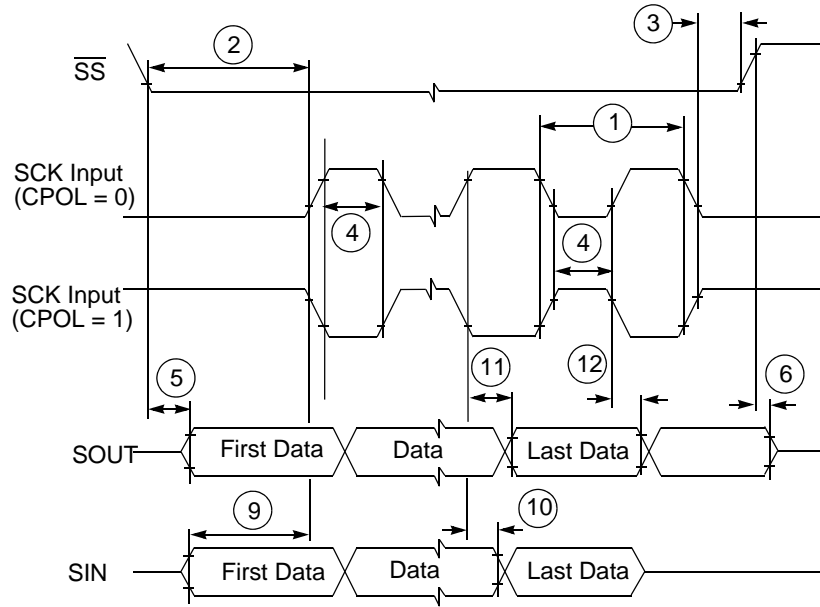 3
2
S̅S̅
1
SCK Input
(CPOL = 0)
4
4
SCK Input
(CPOL = 1)
5
11
12
6
SOUT
First Data
Data
Last Data
9
10
SIN
First Data
Data
Last Data